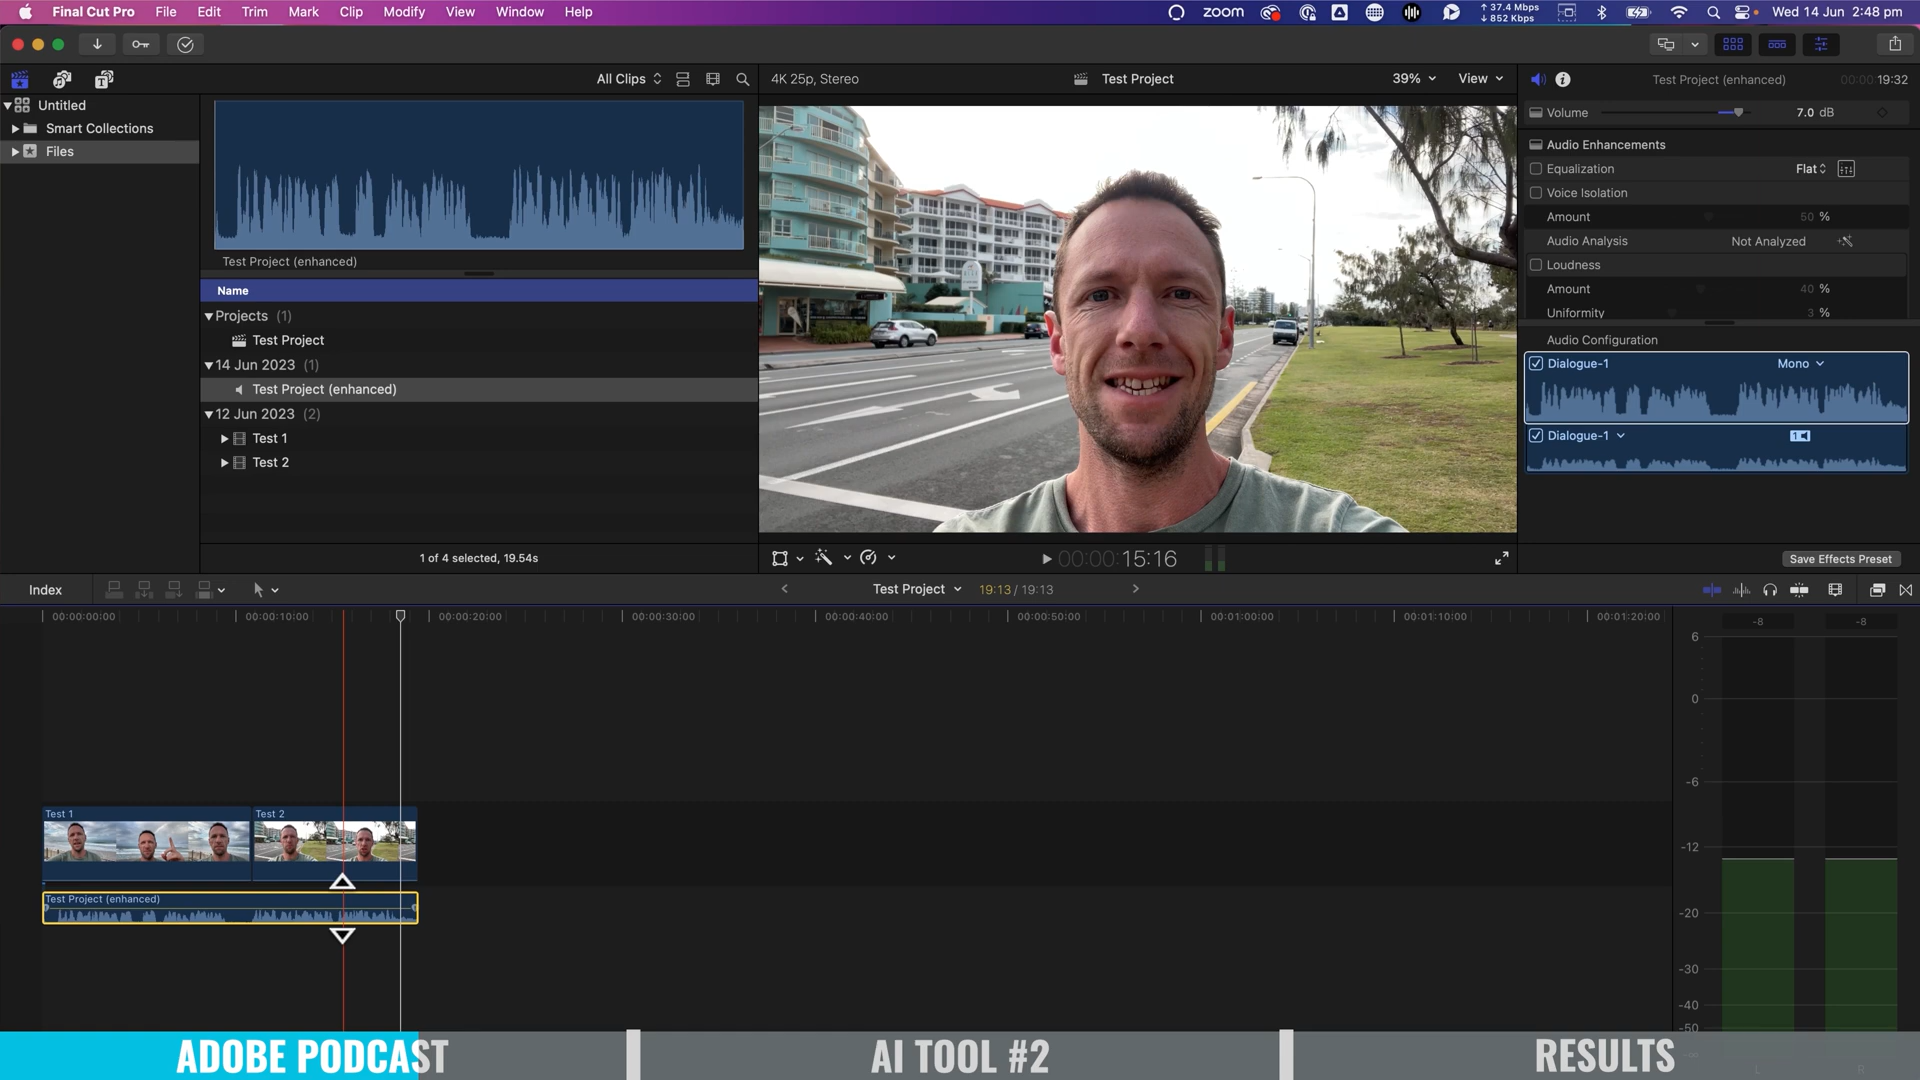 Final Cut Pro File Edit Trim Mark Clip Modify View Window Help
zoom
↑ 37.4 Mbps
↓ 852 Kbps
Wed 14 Jun 2:48 pm
All Clips
4K 25p, Stereo
Test Project
39%
View
Test Project (enhanced)
00:00:19:32
Untitled
Smart Collections
Files
Test Project (enhanced)
Name
Projects (1)
Test Project
14 Jun 2023 (1)
Test Project (enhanced)
12 Jun 2023 (2)
Test 1
Test 2
1 of 4 selected, 19.54s
00:00:15:16
Volume 7.0 dB
Audio Enhancements
Equalization Flat
Voice Isolation
Amount 50 %
Audio Analysis Not Analyzed
Loudness
Amount 40 %
Uniformity 3 %
Audio Configuration
Dialogue-1 Mono
Dialogue-1 1
Save Effects Preset
Index
Test Project 19:13 / 19:13
00:00:00:00 00:00:10:00 00:00:20:00 00:00:30:00 00:00:40:00 00:00:50:00 00:01:00:00 00:01:10:00 00:01:20:00
-8 -8
6
0
-6
-12
-20
-30
-40
-50
-∞
L R
Test 1
Test 2
Test Project (enhanced)
ADOBE PODCAST
AI TOOL #2
RESULTS